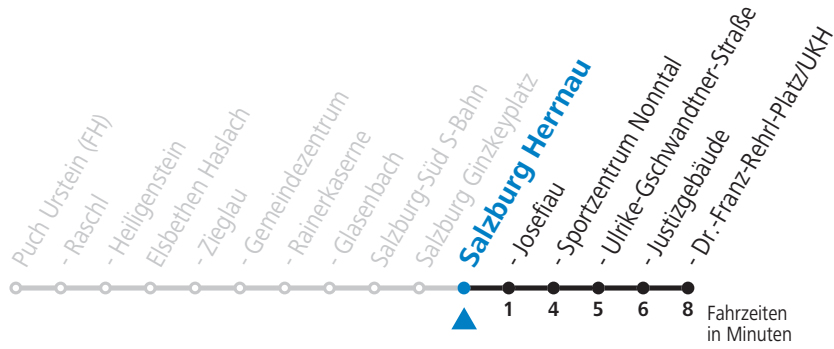 Puch Urstein (FH)
- Raschl
- Heiligenstein
Elsbethen Haslach
- Zieglau
- Gemeindezentrum
- Rainerkaserne
- Glasenbach
Salzburg-Süd S-Bahn
Salzburg Ginzkeyplatz
Salzburg Herrnau
- Josefiau
- Sportzentrum Nonntal
- Ulrike-Gschwandtner-Straße
- Justizgebäude
- Dr.-Franz-Rehrl-Platz/UKH
1 4 5 6 8
Fahrzeiten
in Minuten